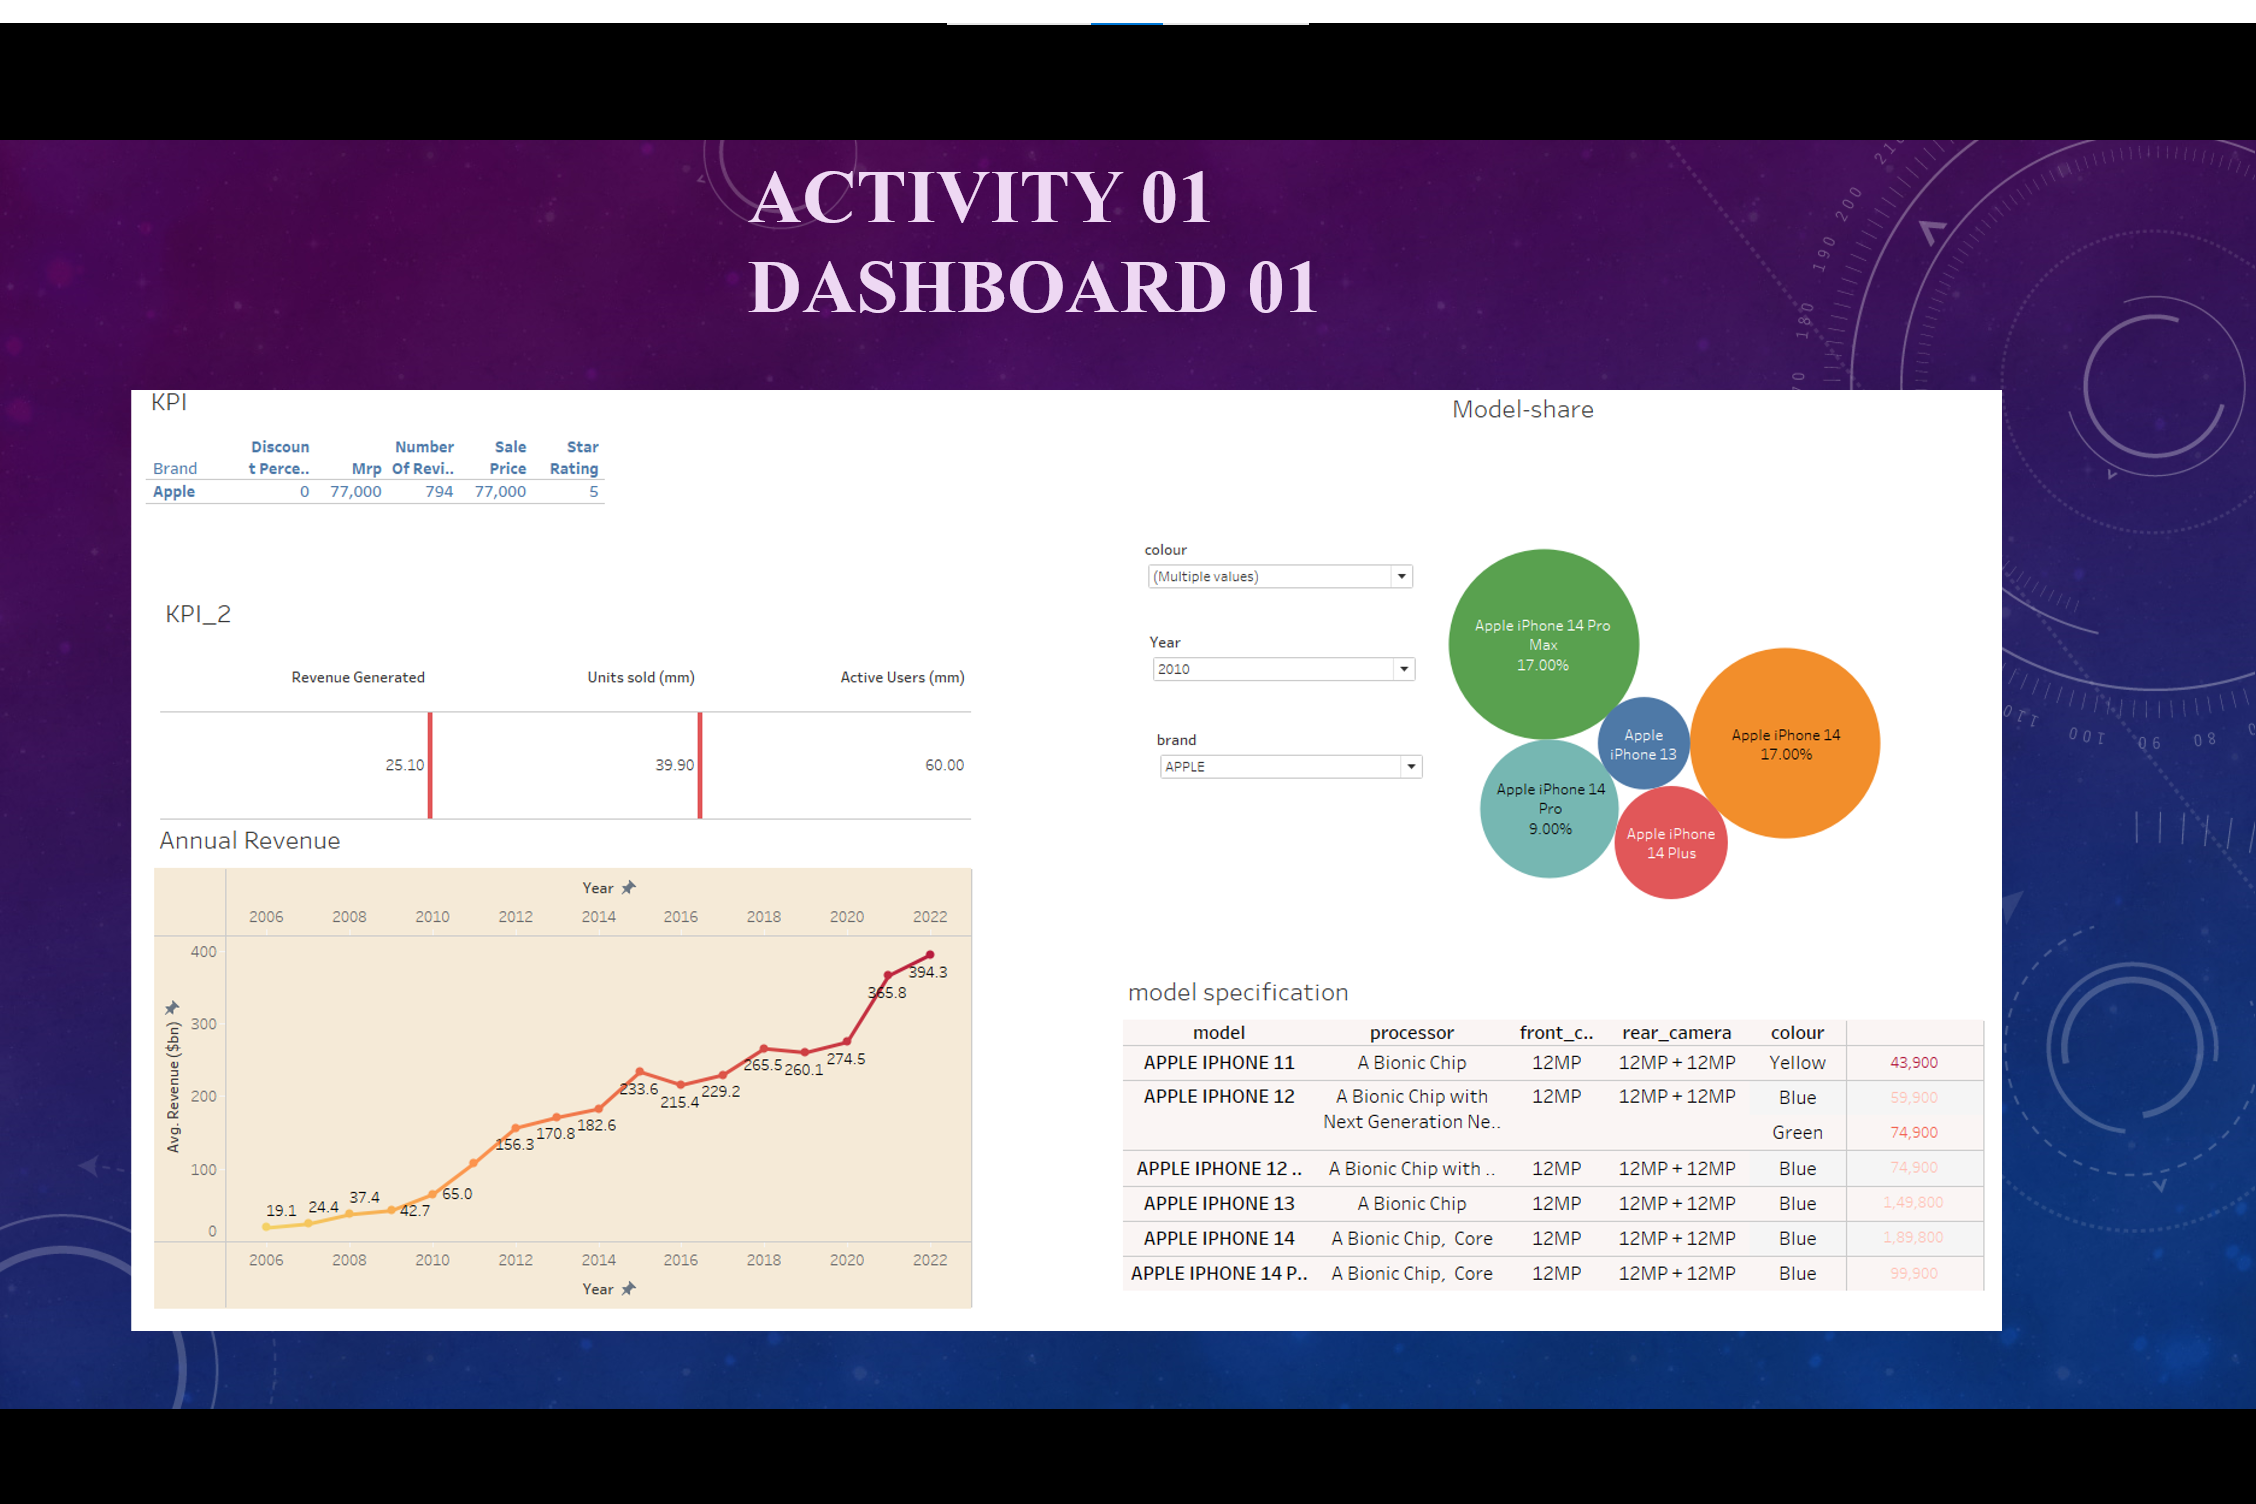 ACTIVITY 01
DASHBOARD 01
KPI
Discoun Number Sale Star
Brand t Perce.. Mrp Of Revi.. Price Rating
Apple 0 77,000 794 77,000 5
KPI_2
Revenue Generated Units sold (mm) Active Users (mm)
25.10 39.90 60.00
Annual Revenue
Year
2006 2008 2010 2012 2014 2016 2018 2020 2022
Avg. Revenue ($bn)
400
300
200
100
0
19.1 24.4 37.4 42.7 65.0 156.3 170.8 182.6 233.6 215.4 229.2 265.5 260.1 274.5 365.8 394.3
2006 2008 2010 2012 2014 2016 2018 2020 2022
Year
Model-share
colour
(Multiple values)
Year
2010
brand
APPLE
Apple iPhone 14 Pro
Max
17.00%
Apple
iPhone 13
Apple iPhone 14
17.00%
Apple iPhone 14
Pro
9.00%
Apple iPhone
14 Plus
model specification
model processor front_c.. rear_camera colour
APPLE IPHONE 11 A Bionic Chip 12MP 12MP + 12MP Yellow 43,900
APPLE IPHONE 12 A Bionic Chip with 12MP 12MP + 12MP Blue 59,900
Next Generation Ne..
Green 74,900
APPLE IPHONE 12 .. A Bionic Chip with .. 12MP 12MP + 12MP Blue 74,900
APPLE IPHONE 13 A Bionic Chip 12MP 12MP + 12MP Blue 1,49,800
APPLE IPHONE 14 A Bionic Chip, Core 12MP 12MP + 12MP Blue 1,89,800
APPLE IPHONE 14 P.. A Bionic Chip, Core 12MP 12MP + 12MP Blue 99,900
210
200
190
180
110
100
90
80